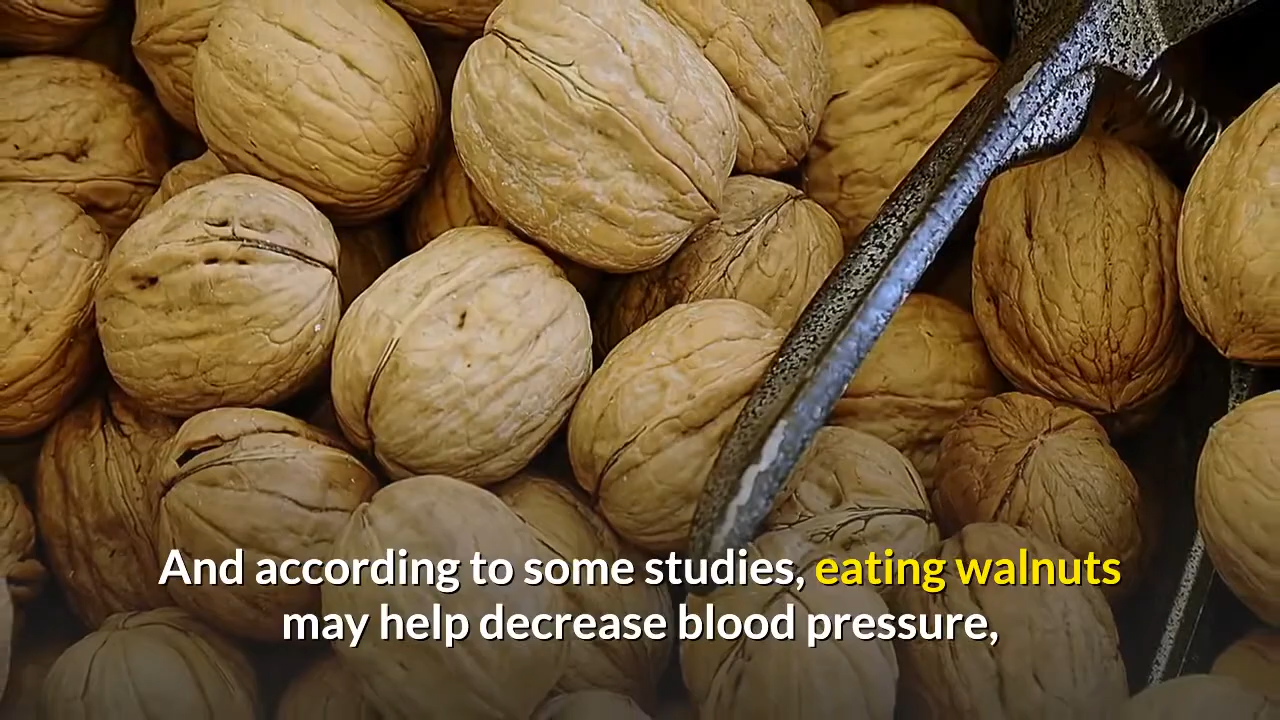 And according to some studies, eating walnuts
may help decrease blood pressure,